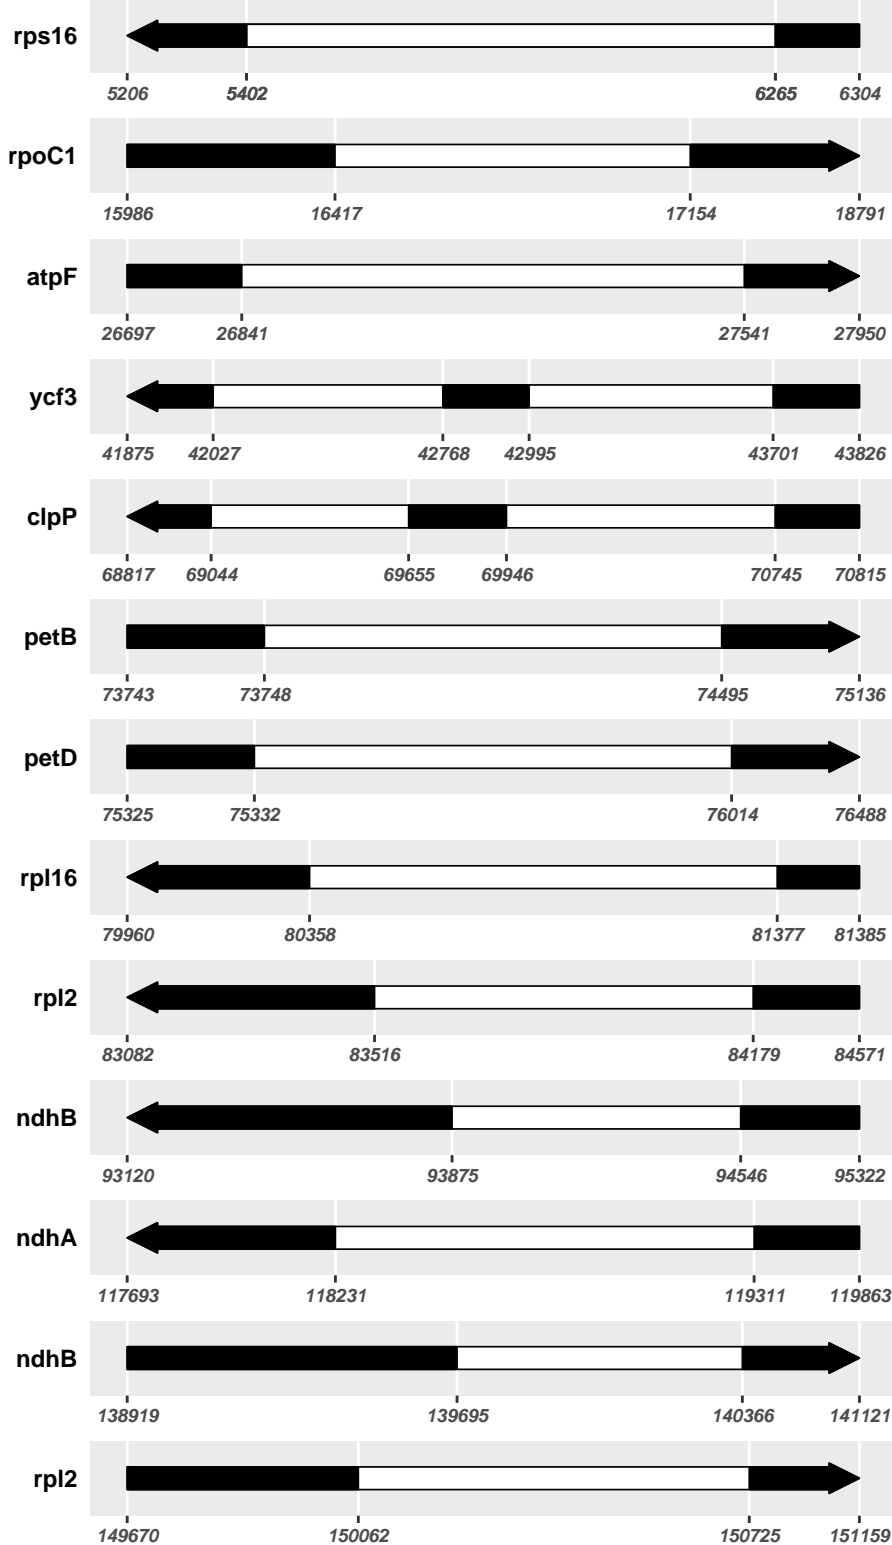 rps16
5206 5402 6265 6304
rpoC1
15986 16417 17154 18791
atpF
26697 26841 27541 27950
ycf3
41875 42027 42768 42995 43701 43826
clpP
68817 69044 69655 69946 70745 70815
petB
73743 73748 74495 75136
petD
75325 75332 76014 76488
rpl16
79960 80358 81377 81385
rpl2
83082 83516 84179 84571
ndhB
93120 93875 94546 95322
ndhA
117693 118231 119311 119863
ndhB
138919 139695 140366 141121
rpl2
149670 150062 150725 151159